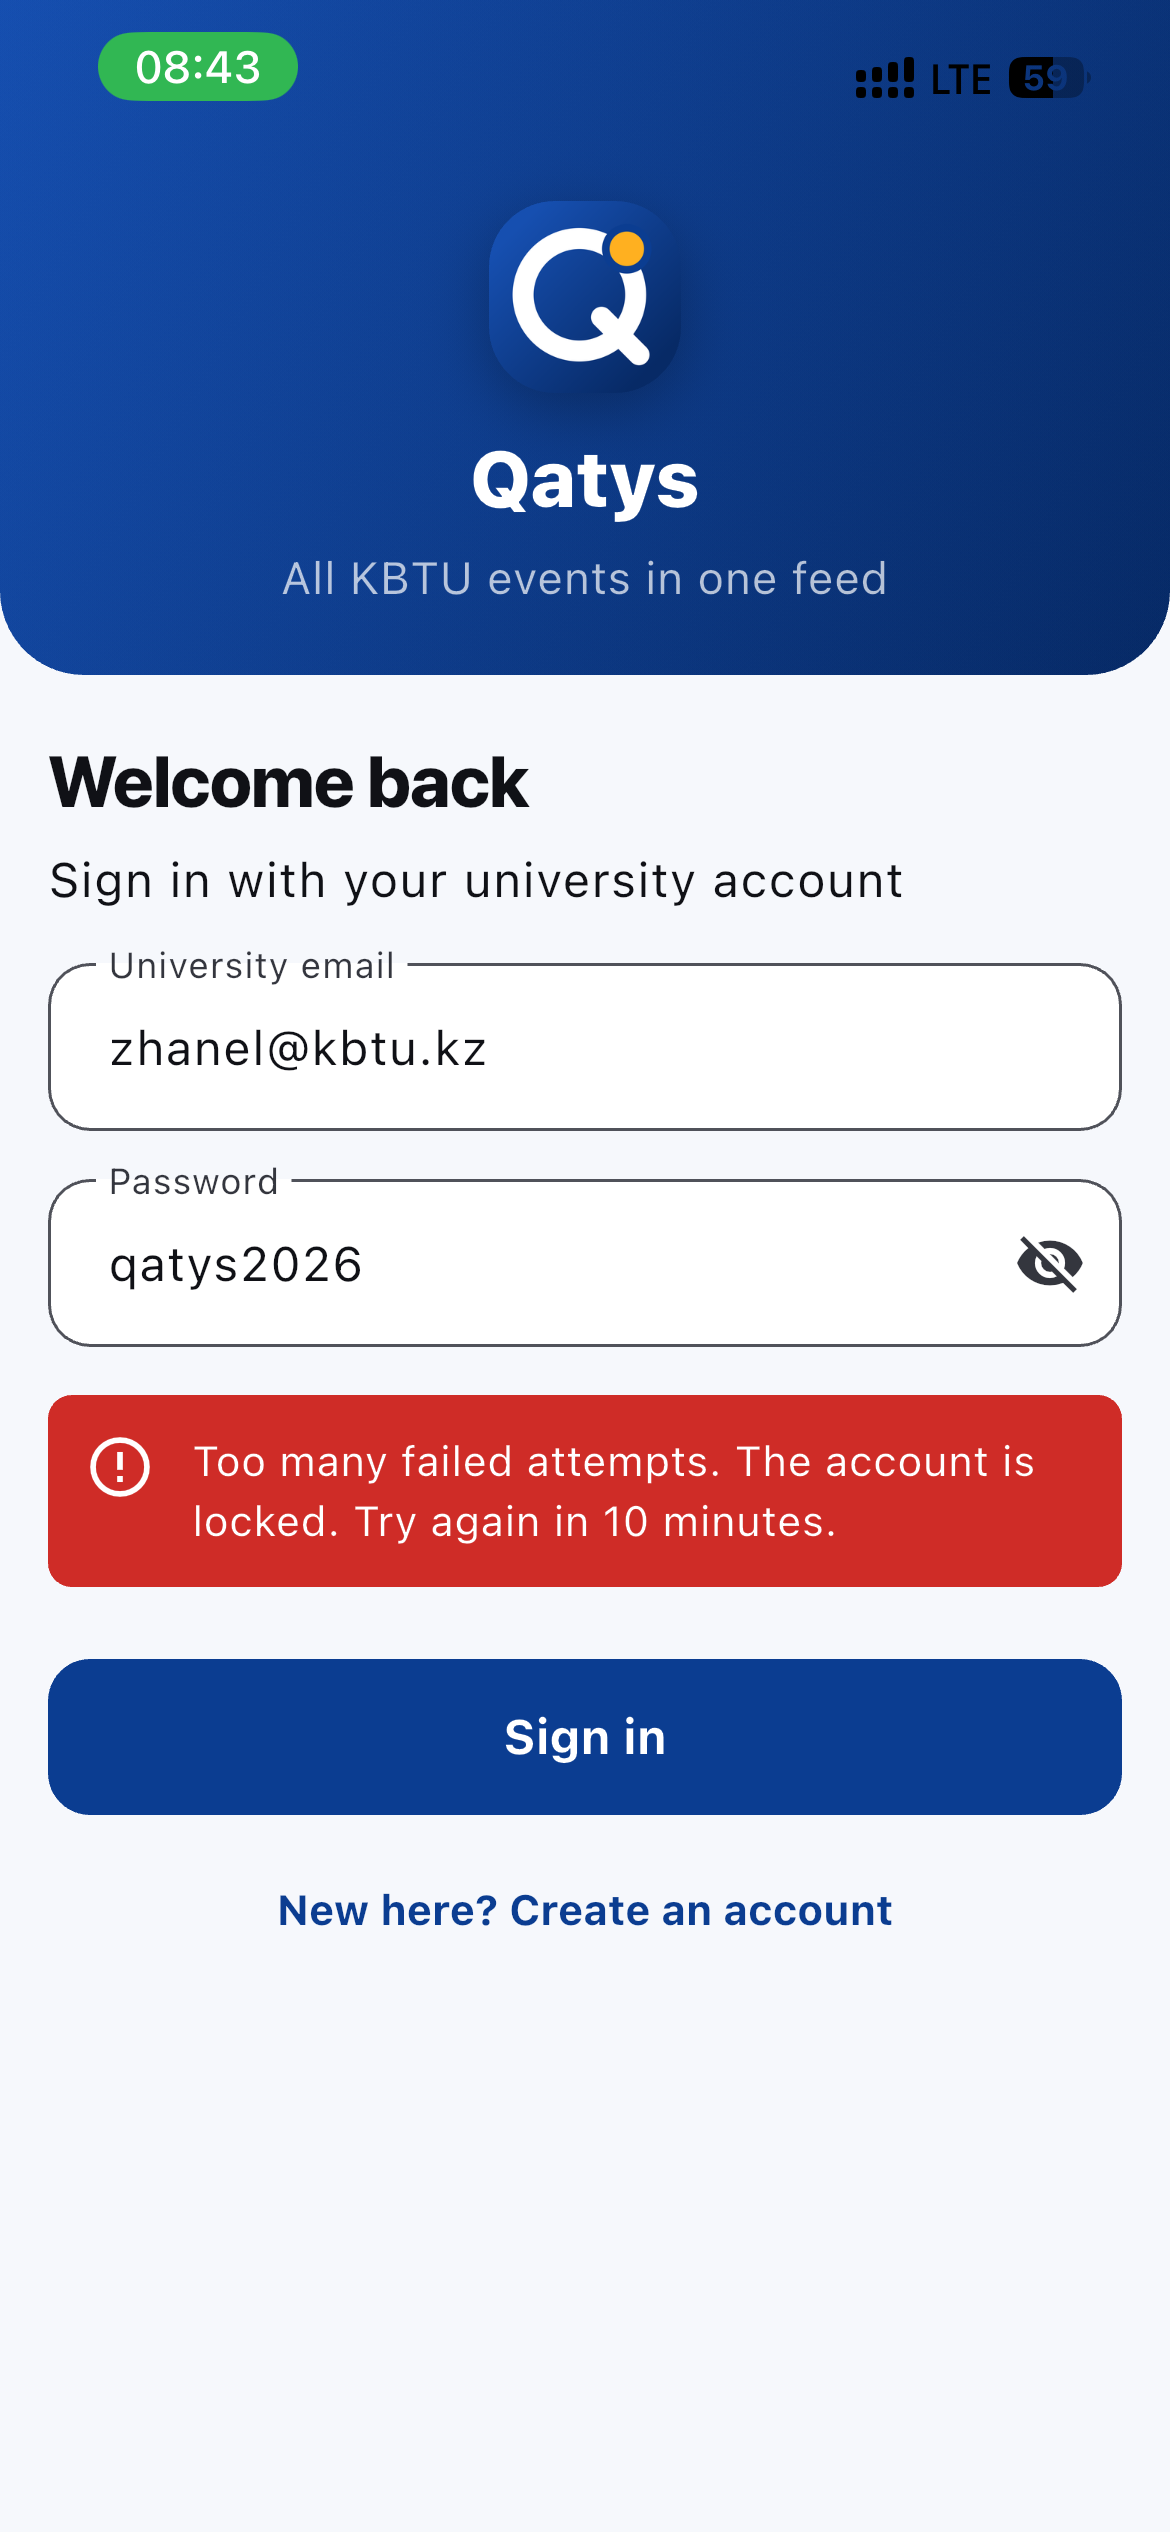 08:43
LTE 59
Qatys
All KBTU events in one feed
Welcome back
Sign in with your university account
University email
zhanel@kbtu.kz
Password
qatys2026
Too many failed attempts. The account is
locked. Try again in 10 minutes.
Sign in
New here? Create an account